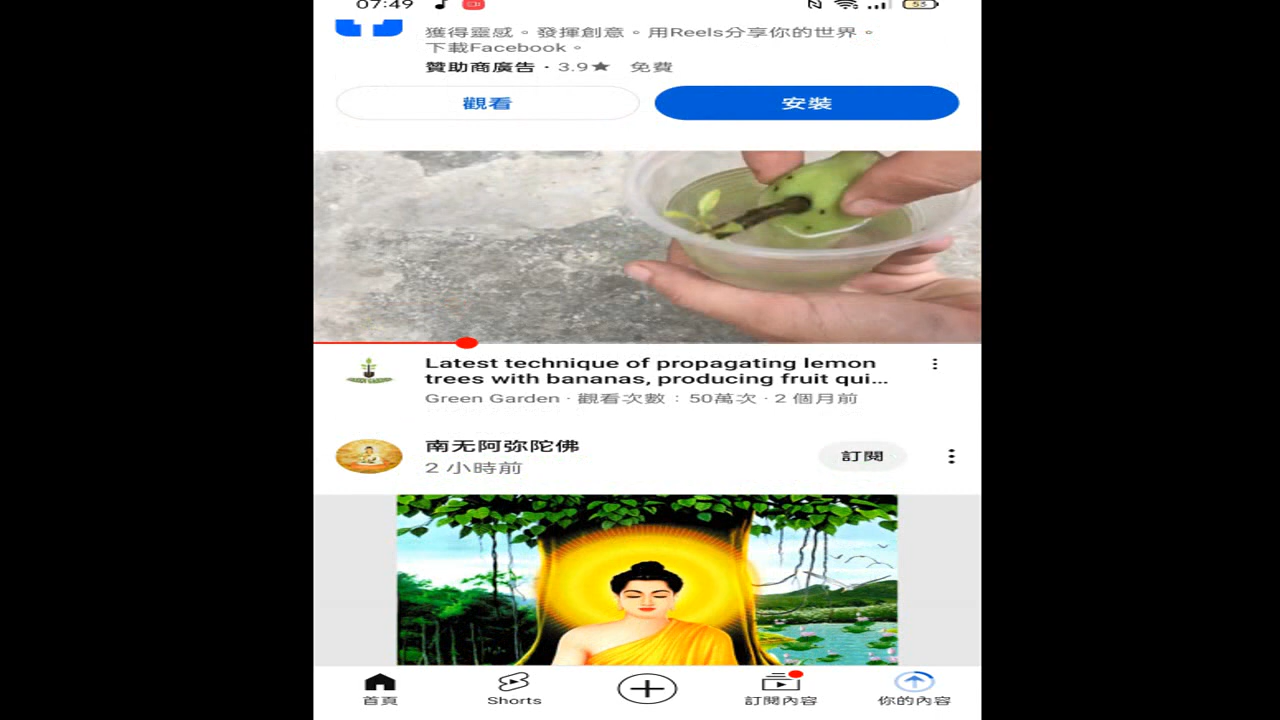 07:49
53
獲得靈感。發揮創意。用Reels分享你的世界。
下載Facebook。
贊助商廣告 · 3.9★ 免費
觀看
安裝
Latest technique of propagating lemon
trees with bananas, producing fruit qui...
Green Garden · 觀看次數：50萬次 · 2 個月前
南无阿弥陀佛
2 小時前
訂閱
首頁
Shorts
訂閱內容
你的內容